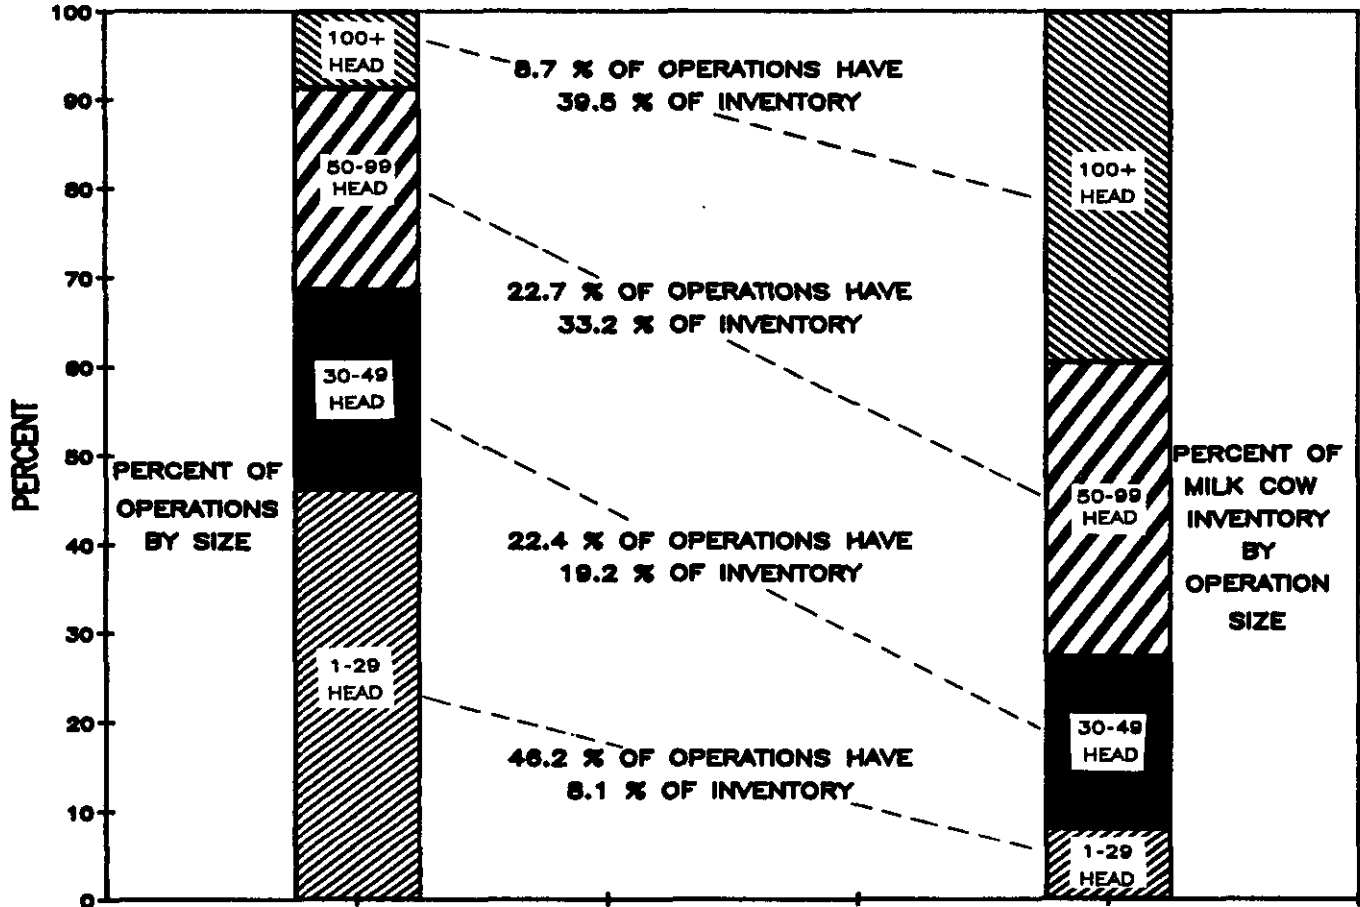 PERCENT
100
90
80
70
60
50
40
30
20
10
0
PERCENT OF
OPERATIONS
BY SIZE
100+
HEAD
50-99
HEAD
30-49
HEAD
1-29
HEAD
8.7 % OF OPERATIONS HAVE
39.5 % OF INVENTORY
22.7 % OF OPERATIONS HAVE
33.2 % OF INVENTORY
22.4 % OF OPERATIONS HAVE
19.2 % OF INVENTORY
46.2 % OF OPERATIONS HAVE
8.1 % OF INVENTORY
100+
HEAD
50-99
HEAD
30-49
HEAD
1-29
HEAD
PERCENT OF
MILK COW
INVENTORY
BY
OPERATION
SIZE